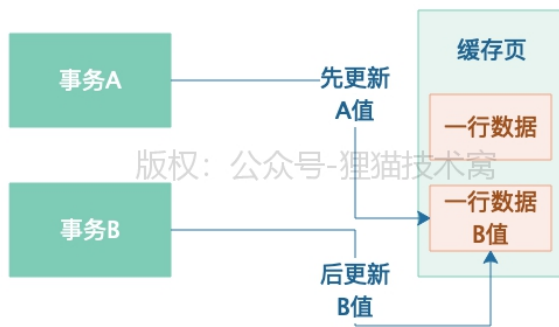 缓存页
事务A
先更新
A值
一行数据
版权：公众号-狸猫技术窝
一行数据
B值
事务B
后更新
B值